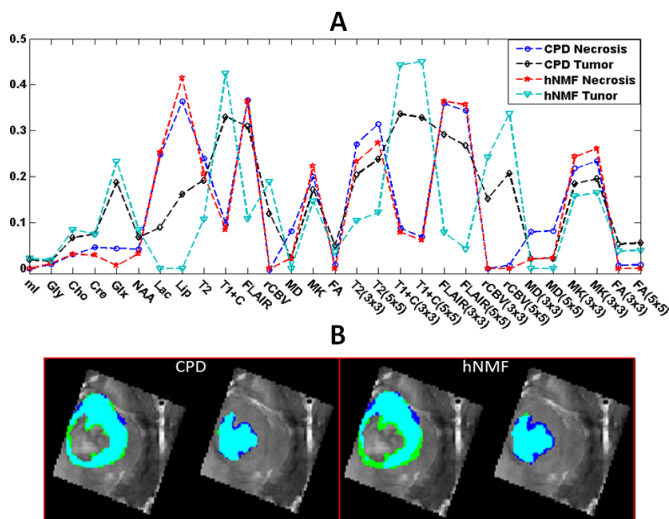 A
0.5
0.4
0.3
0.2
0.1
0
CPD Necrosis
CPD Tumor
hNMF Necrosis
hNMF Tunor
mI
Gly
Cho
Cre
Glx
NAA
Lac
Lip
T2
T1+C
FLAIR
rCBV
MD
MK
FA
T2(3x3)
T2(5x5)
T1+C(3x3)
T1+C(5x5)
FLAIR(3x3)
FLAIR(5x5)
rCBV(3x3)
rCBV(5x5)
MD(3x3)
MD(5x5)
MK(3x3)
MK(3x3)
FA(3x3)
FA(5x5)
B
CPD
hNMF